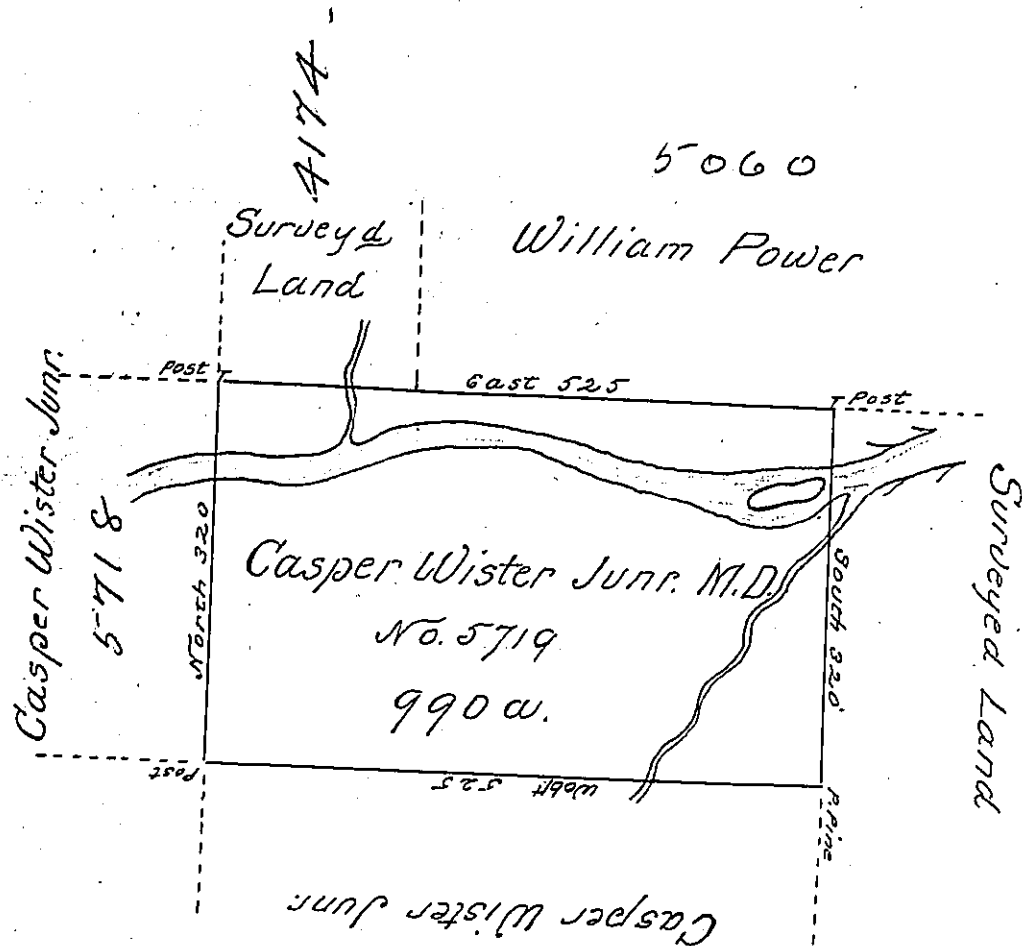 4174 -
5060
Surveyd
Land
William Power
Post
East 525
Post
Casper Wister Junr.
5718
North 320
Casper Wister Junr. M.D.
No. 5719
990 a.
South 320
Surveyed Land
Post
West 525
P. Pine
Casper Wister Junr.